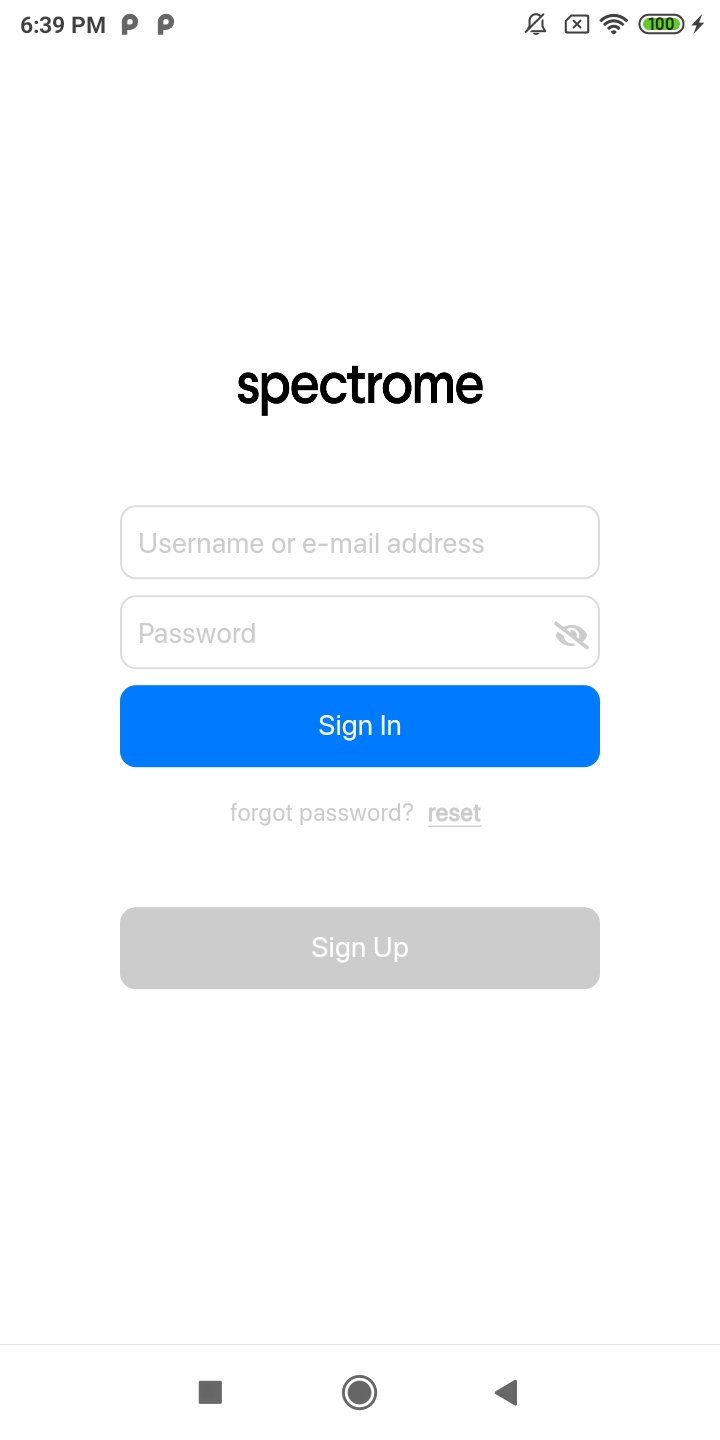 6:39 PM
100
spectrome
Username or e-mail address
Password
Sign In
forgot password? reset
Sign Up